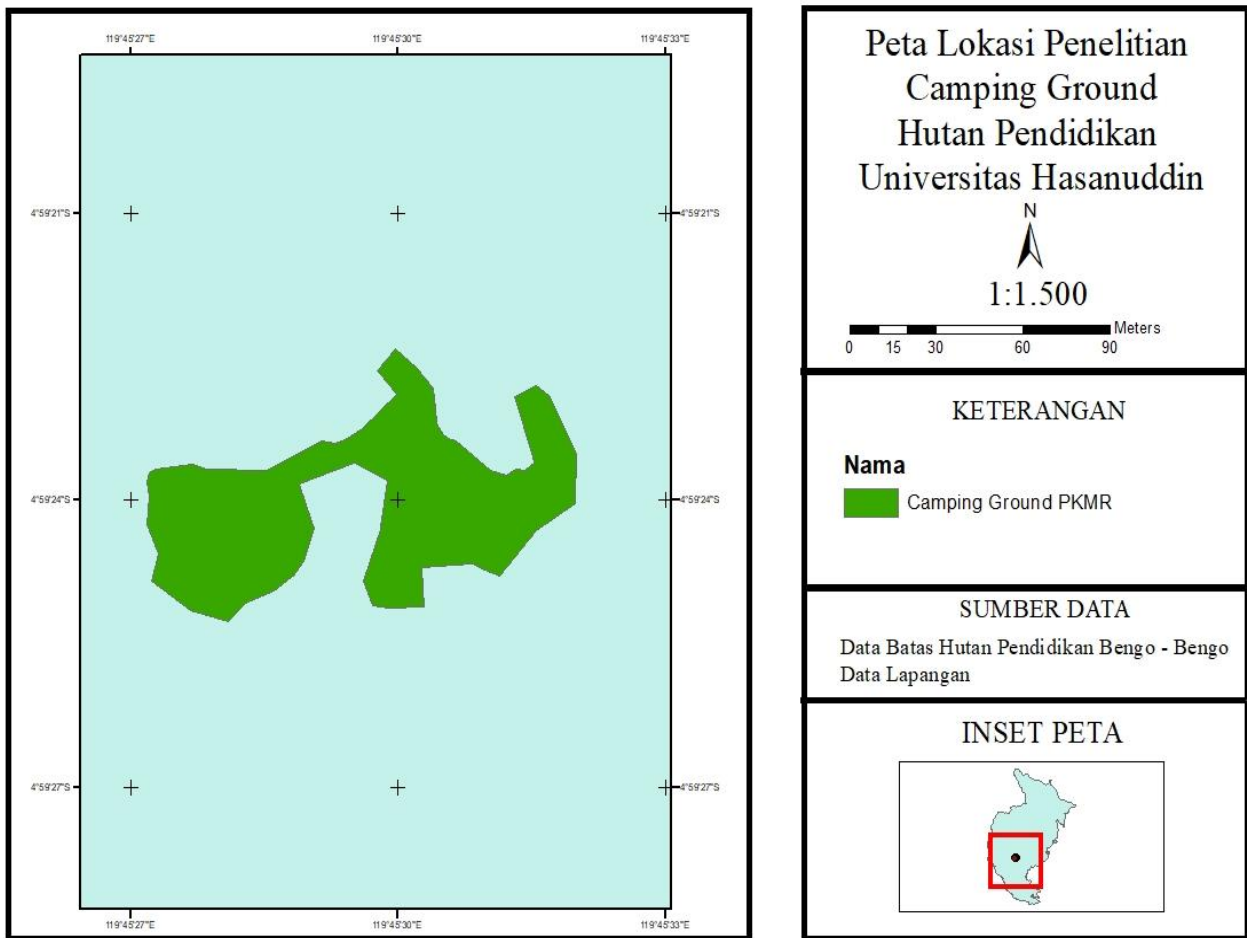 119°45'27"E 119°45'30"E 119°45'33"E
4°59'21"S 4°59'21"S
4°59'24"S 4°59'24"S
4°59'27"S 4°59'27"S
119°45'27"E 119°45'30"E 119°45'33"E
Peta Lokasi Penelitian
Camping Ground
Hutan Pendidikan
Universitas Hasanuddin
N
1:1.500
Meters
0 15 30 60 90
KETERANGAN
Nama
Camping Ground PKMR
SUMBER DATA
Data Batas Hutan Pendidikan Bengo - Bengo
Data Lapangan
INSET PETA